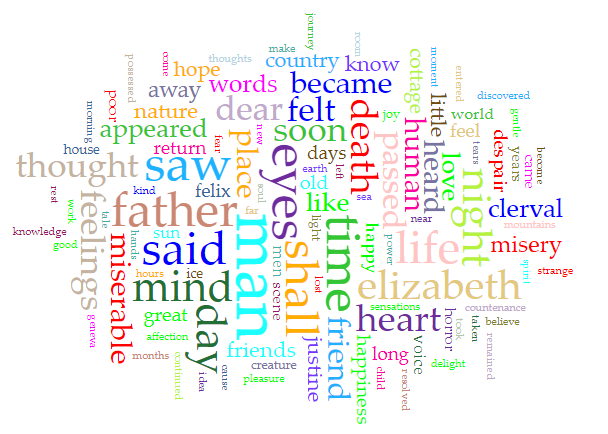 journey
make
room
thoughts
come
possessed
hope
country
know
cottage
moment
entered
away
words
became
discovered
morning
poor
nature
dear
felt
death
joy
little
world
gentle
appeared
soon
human
heard
feel
tears
despair
house
return
fear
place
new
eyes
days
passed
love
years
came
become
thought
saw
earth
left
rest
work
kind
felix
soul
old
sea
might
feelings
tale
father
far
like
near
clerval
knowledge
good
hands
sun
man
shall
light
time
happy
power
life
mountains
misery
geneva
miserable
said
men
scene
lost
spirit
strange
hours
ice
mind
day
elizabeth
sensations
countenance
great
friend
heart
horror
took
taken
believe
affection
friends
justine
happiness
long
voice
remained
months
continued
idea
cause
creature
pleasure
child
resolved
delight